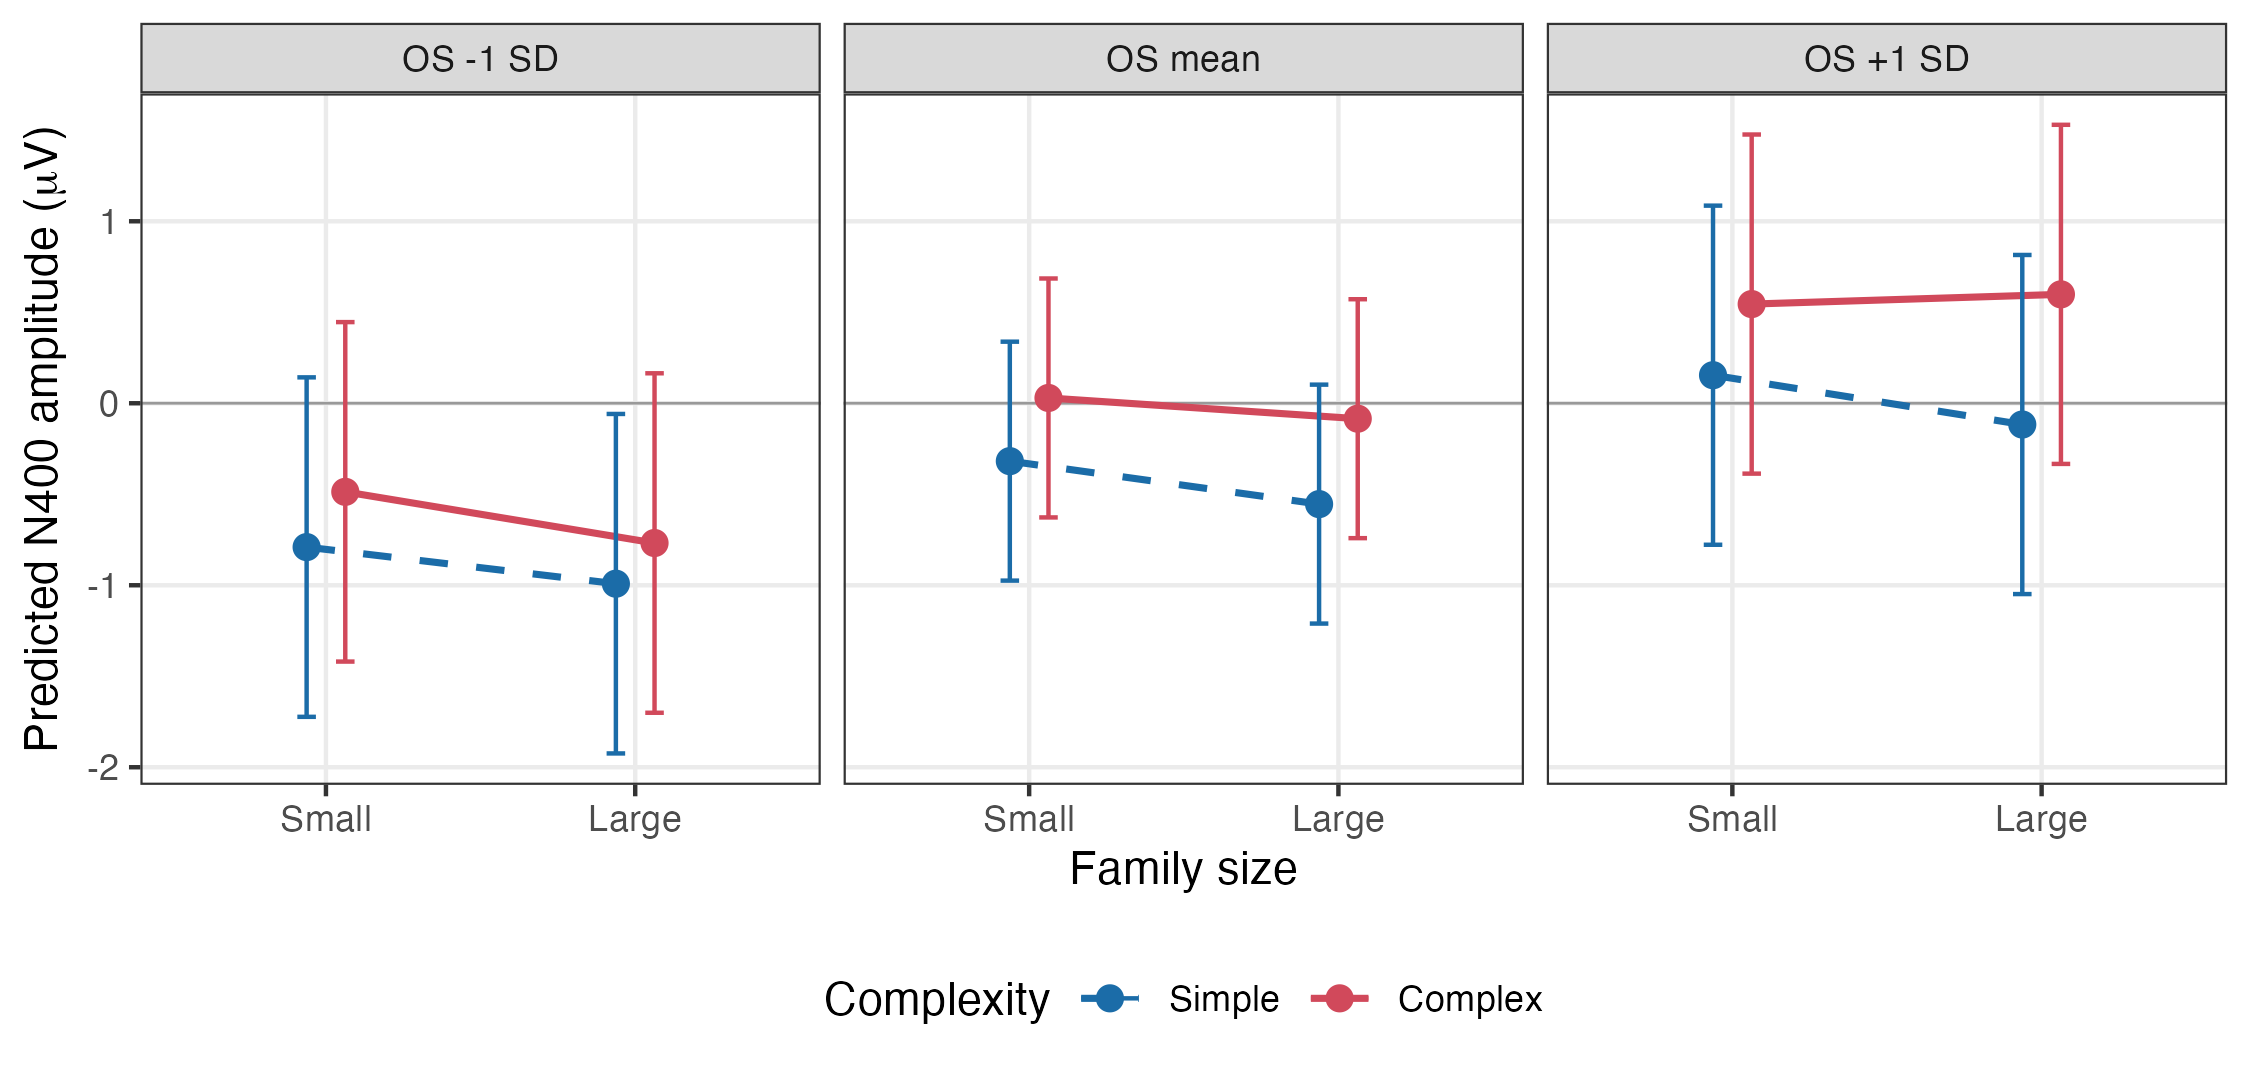 OS -1 SD
OS mean
OS +1 SD
Predicted N400 amplitude (μV)
1
0
-1
-2
Small
Large
Small
Large
Small
Large
Family size
Complexity
Simple
Complex